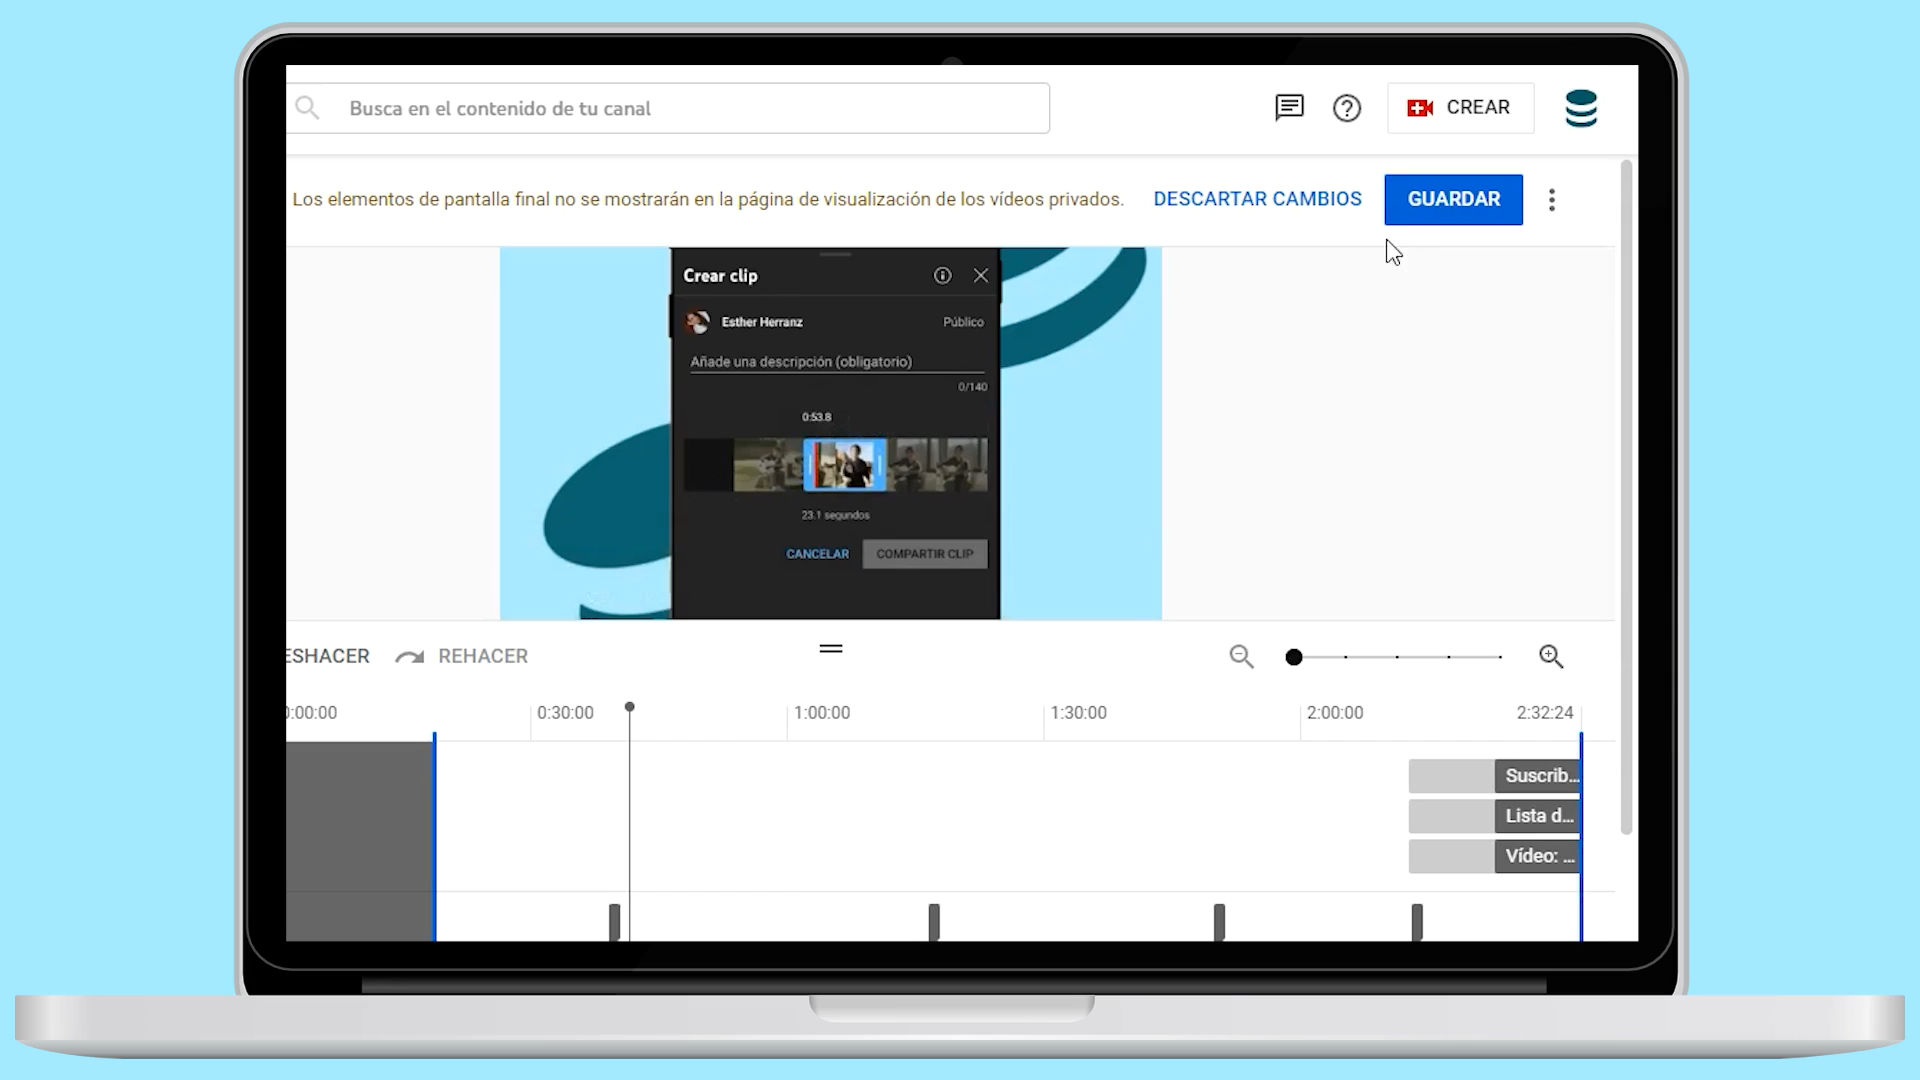 Busca en el contenido de tu canal
CREAR
Los elementos de pantalla final no se mostrarán en la página de visualización de los vídeos privados.
DESCARTAR CAMBIOS
GUARDAR
Crear clip
Esther Herranz
Público
Añade una descripción (obligatorio)
0/140
0:53.8
23.1 segundos
CANCELAR
COMPARTIR CLIP
ESHACER
REHACER
0:00:00
0:30:00
1:00:00
1:30:00
2:00:00
2:32:24
Suscrib...
Lista d...
Vídeo: ...